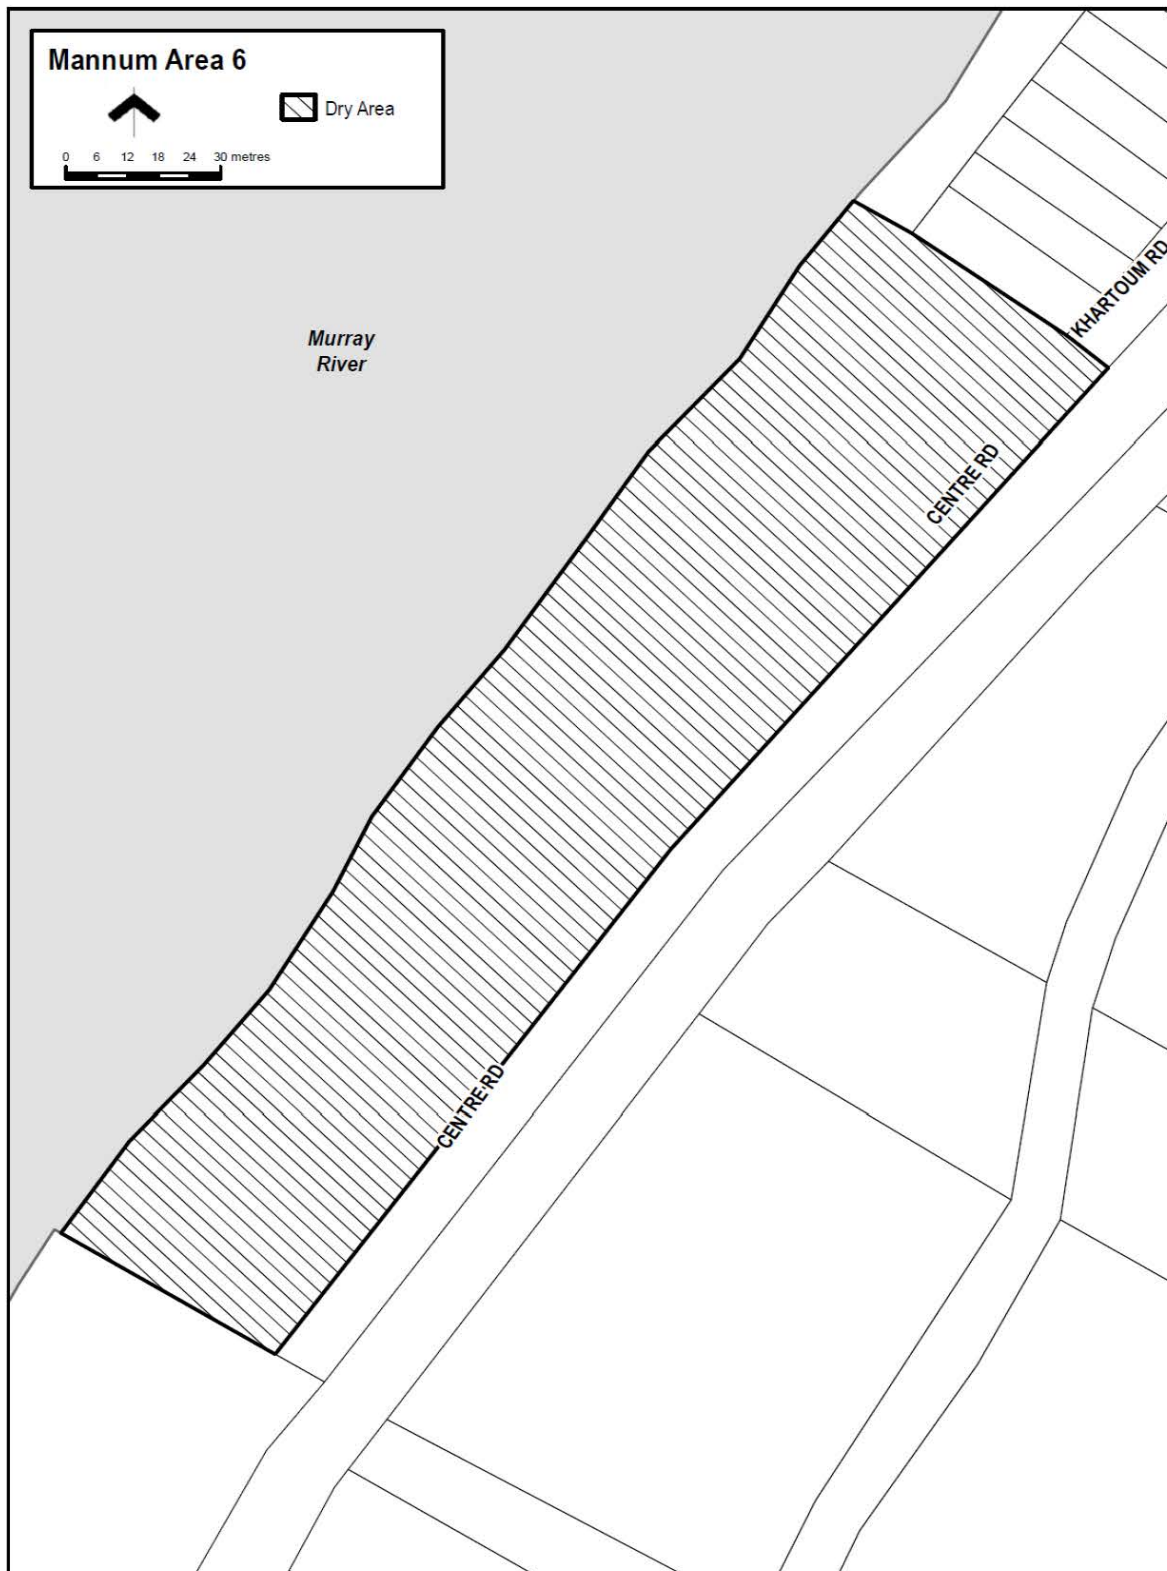 Mannum Area 6
Dry Area
0 6 12 18 24 30 metres
Murray
River
KHARTOUM RD
CENTRE RD
CENTRE RD